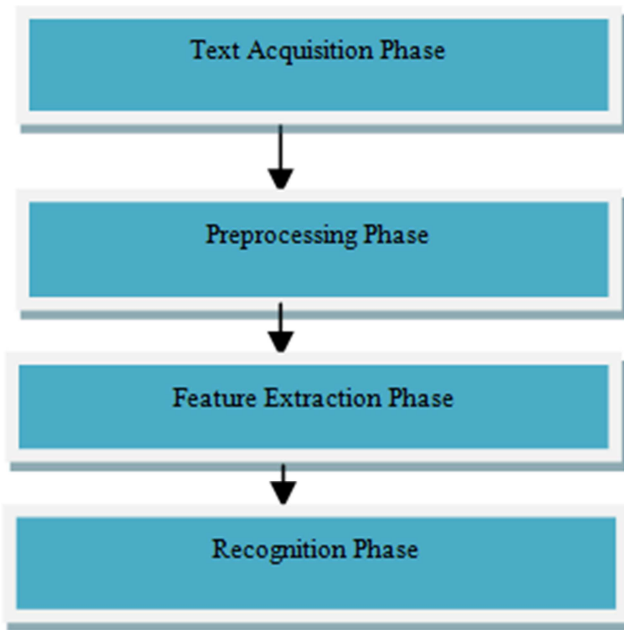 Text Acquisition Phase
Preprocessing Phase
Feature Extraction Phase
Recognition Phase